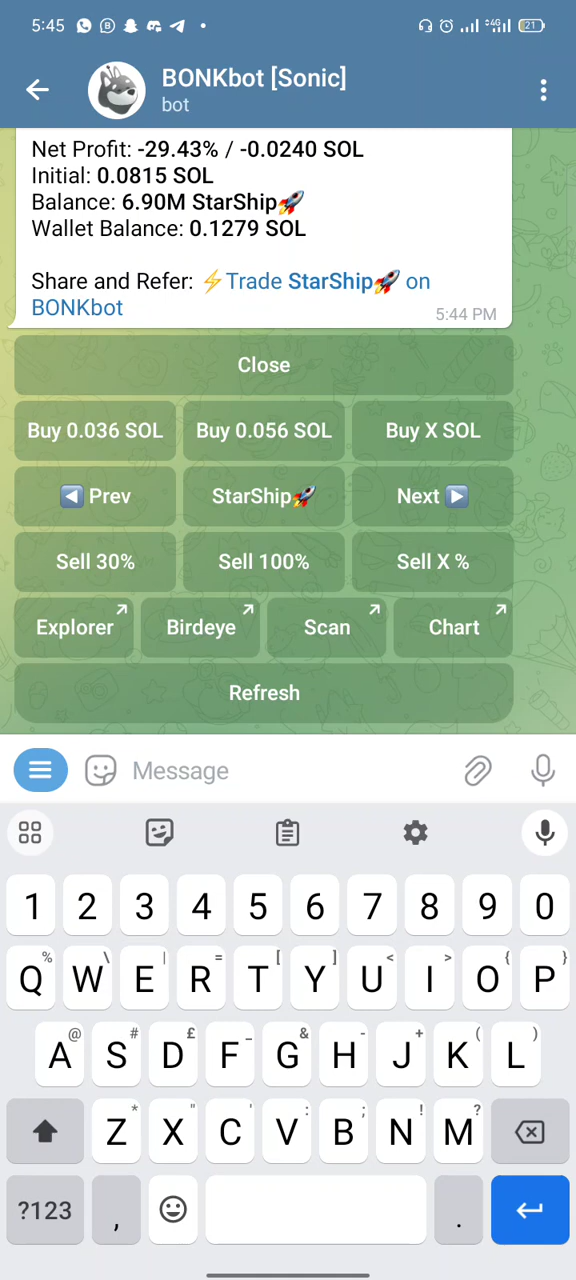 5:45 21
BONKbot [Sonic]
bot
Net Profit: -29.43% / -0.0240 SOL
Initial: 0.0815 SOL
Balance: 6.90M StarShip🚀
Wallet Balance: 0.1279 SOL
Share and Refer: ⚡Trade StarShip🚀 on
BONKbot
5:44 PM
Close
Buy 0.036 SOL Buy 0.056 SOL Buy X SOL
◀️ Prev StarShip🚀 Next ▶️
Sell 30% Sell 100% Sell X %
Explorer Birdeye Scan Chart
Refresh
Message
1 2 3 4 5 6 7 8 9 0
% \ | = [ ] < > { }
Q W E R T Y U I O P
@ # £ _ & - + ( )
A S D F G H J K L
* " ' : ; ! ?
Z X C V B N M
?123 , .